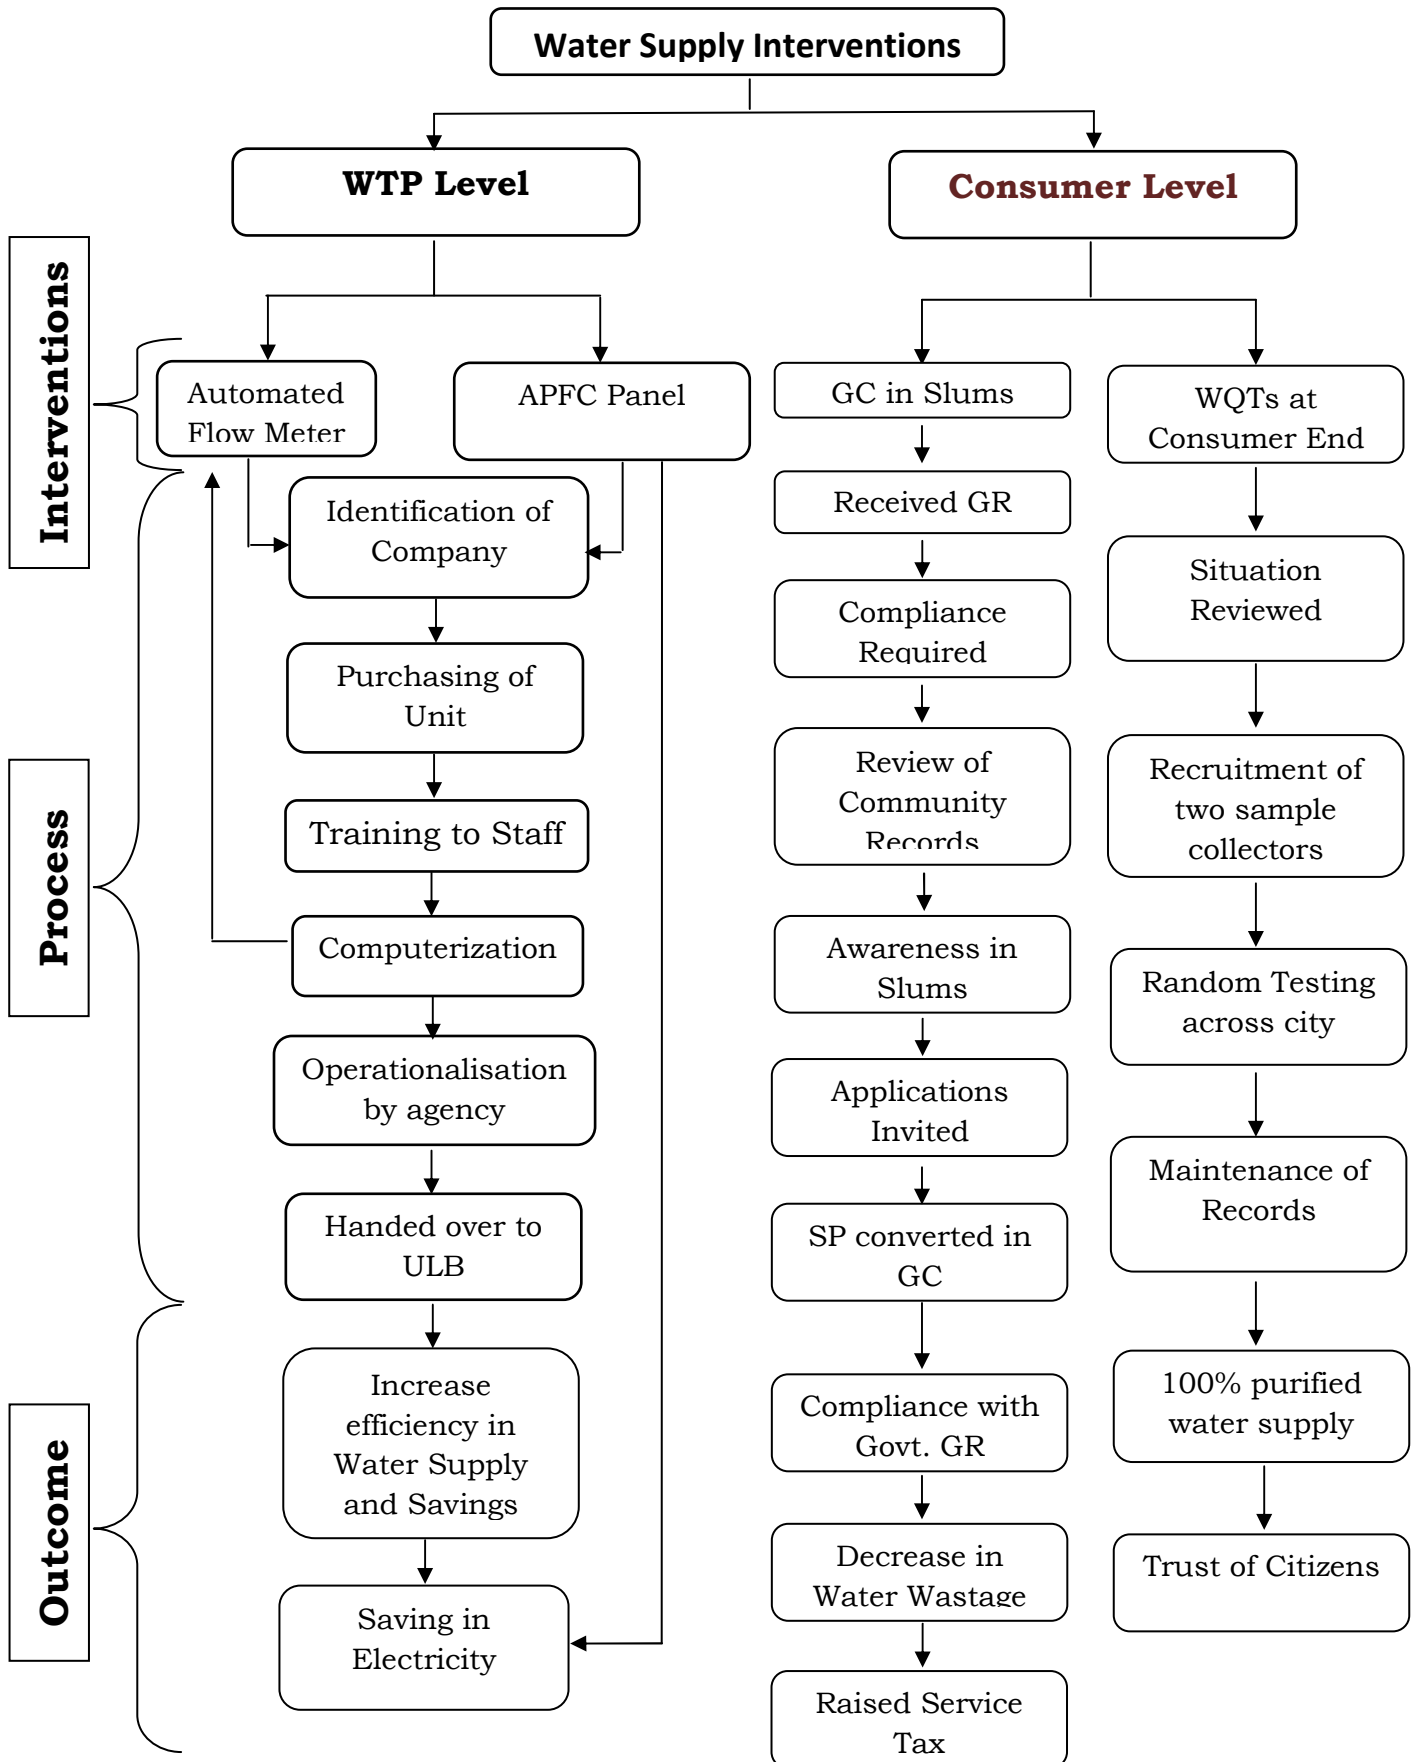 Water Supply Interventions
WTP Level
Consumer Level
Interventions
Automated
Flow Meter
APFC Panel
GC in Slums
WQTs at
Consumer End
Process
Identification of
Company
Purchasing of
Unit
Training to Staff
Computerization
Operationalisation
by agency
Handed over to
ULB
Received GR
Compliance
Required
Review of
Community
Records
Awareness in
Slums
Applications
Invited
SP converted in
GC
Situation
Reviewed
Recruitment of
two sample
collectors
Random Testing
across city
Maintenance of
Records
Outcome
Increase
efficiency in
Water Supply
and Savings
Saving in
Electricity
Compliance with
Govt. GR
Decrease in
Water Wastage
Raised Service
Tax
100% purified
water supply
Trust of Citizens